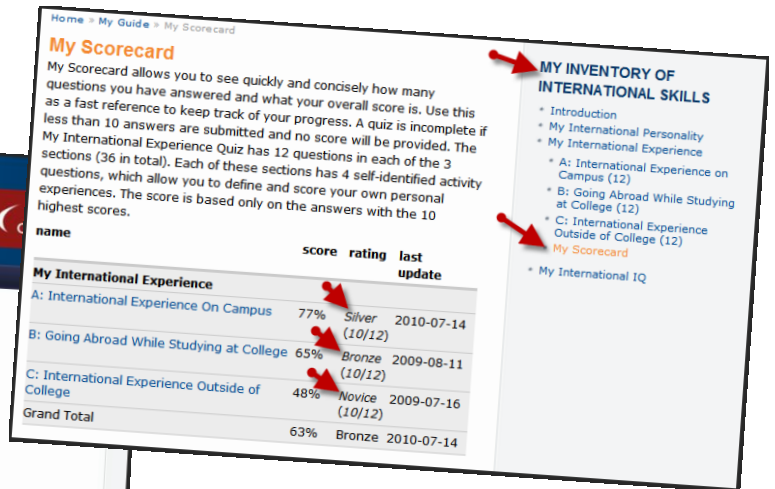 Home » My Guide » My Scorecard
My Scorecard
My Scorecard allows you to see quickly and concisely how many
questions you have answered and what your overall score is. Use this
as a fast reference to keep track of your progress. A quiz is incomplete if
less than 10 answers are submitted and no score will be provided. The
My International Experience Quiz has 12 questions in each of the 3
sections (36 in total). Each of these sections has 4 self-identified activity
questions, which allow you to define and score your own personal
experiences. The score is based only on the answers with the 10
highest scores.
name score rating last
update
My International Experience
A: International Experience On Campus 77% Silver 2010-07-14
(10/12)
B: Going Abroad While Studying at College 65% Bronze 2009-08-11
(10/12)
C: International Experience Outside of 48% Novice 2009-07-16
College (10/12)
Grand Total 63% Bronze 2010-07-14
MY INVENTORY OF
INTERNATIONAL SKILLS
Introduction
My International Personality
My International Experience
A: International Experience on
Campus (12)
B: Going Abroad While Studying
at College (12)
C: International Experience
Outside of College (12)
My Scorecard
My International IQ